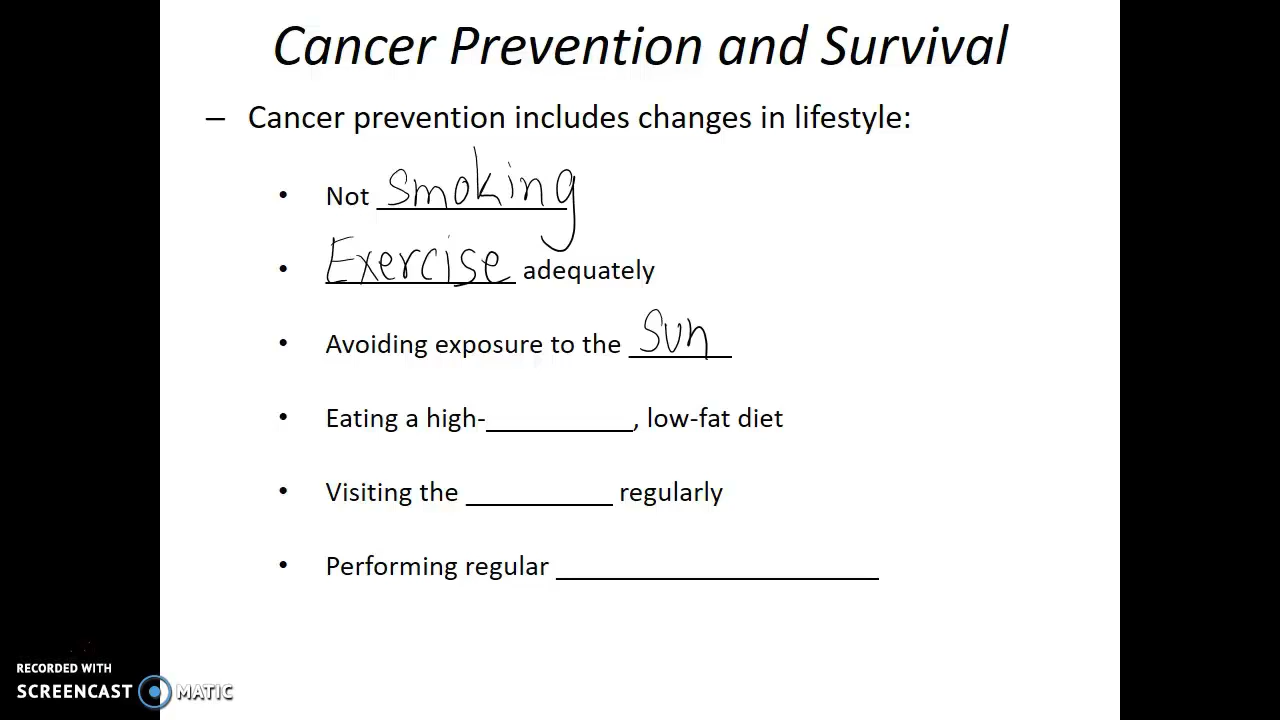 Cancer Prevention and Survival
– Cancer prevention includes changes in lifestyle:
• Not smoking
• Exercise adequately
• Avoiding exposure to the sun
• Eating a high-___________, low-fat diet
• Visiting the ___________ regularly
• Performing regular ________________________
RECORDED WITH
SCREENCAST MATIC